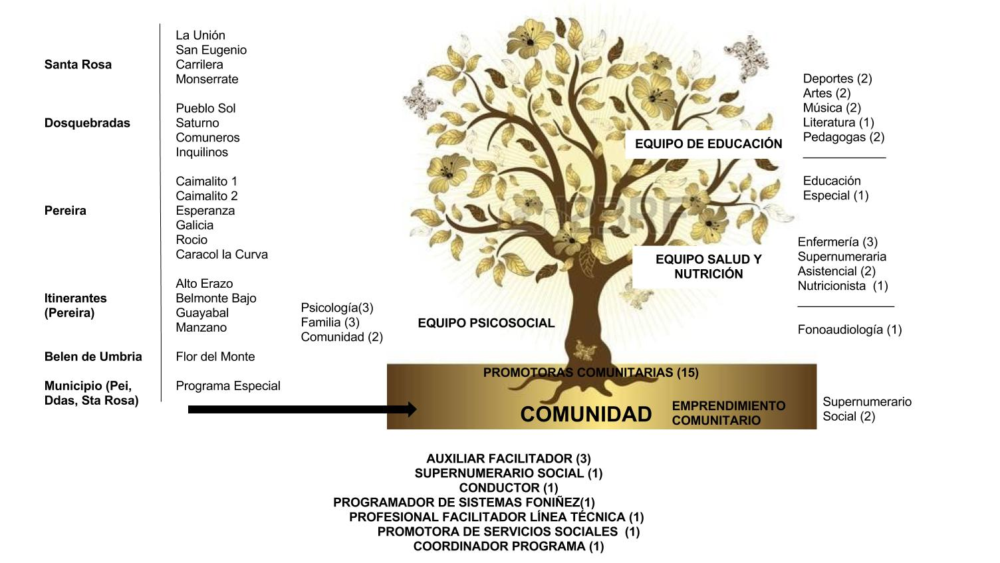 Santa Rosa
La Unión
San Eugenio
Carrilera
Monserrate
Dosquebradas
Pueblo Sol
Saturno
Comuneros
Inquilinos
Pereira
Caimalito 1
Caimalito 2
Esperanza
Galicia
Rocio
Caracol la Curva
Itinerantes
(Pereira)
Alto Erazo
Belmonte Bajo
Guayabal
Manzano
Belen de Umbria
Flor del Monte
Municipio (Pei,
Ddas, Sta Rosa)
Programa Especial
Psicología(3)
Familia (3)
Comunidad (2)
EQUIPO PSICOSOCIAL
EQUIPO DE EDUCACIÓN
Deportes (2)
Artes (2)
Música (2)
Literatura (1)
Pedagogas (2)
Educación
Especial (1)
123RF
EQUIPO SALUD Y
NUTRICIÓN
Enfermería (3)
Supernumeraria
Asistencial (2)
Nutricionista  (1)
Fonoaudiología (1)
PROMOTORAS COMUNITARIAS (15)
COMUNIDAD
EMPRENDIMIENTO
COMUNITARIO
Supernumerario
Social (2)
AUXILIAR FACILITADOR (3)
SUPERNUMERARIO SOCIAL (1)
CONDUCTOR (1)
PROGRAMADOR DE SISTEMAS FONIÑEZ(1)
PROFESIONAL FACILITADOR LÍNEA TÉCNICA (1)
PROMOTORA DE SERVICIOS SOCIALES  (1)
COORDINADOR PROGRAMA (1)